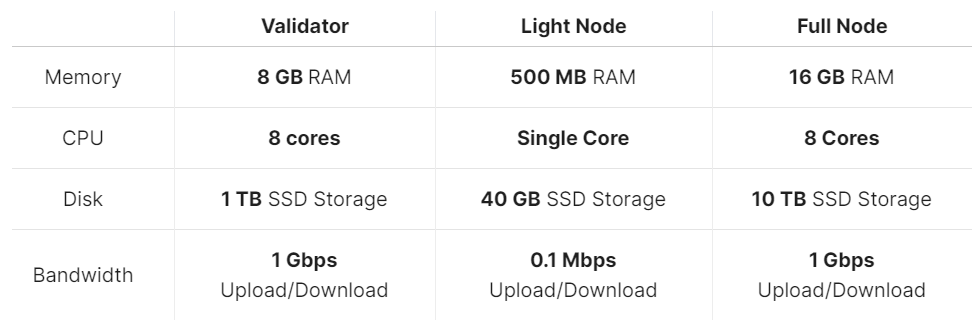 Validator Light Node Full Node
Memory 8 GB RAM 500 MB RAM 16 GB RAM
CPU 8 cores Single Core 8 Cores
Disk 1 TB SSD Storage 40 GB SSD Storage 10 TB SSD Storage
Bandwidth 1 Gbps Upload/Download 0.1 Mbps Upload/Download 1 Gbps Upload/Download